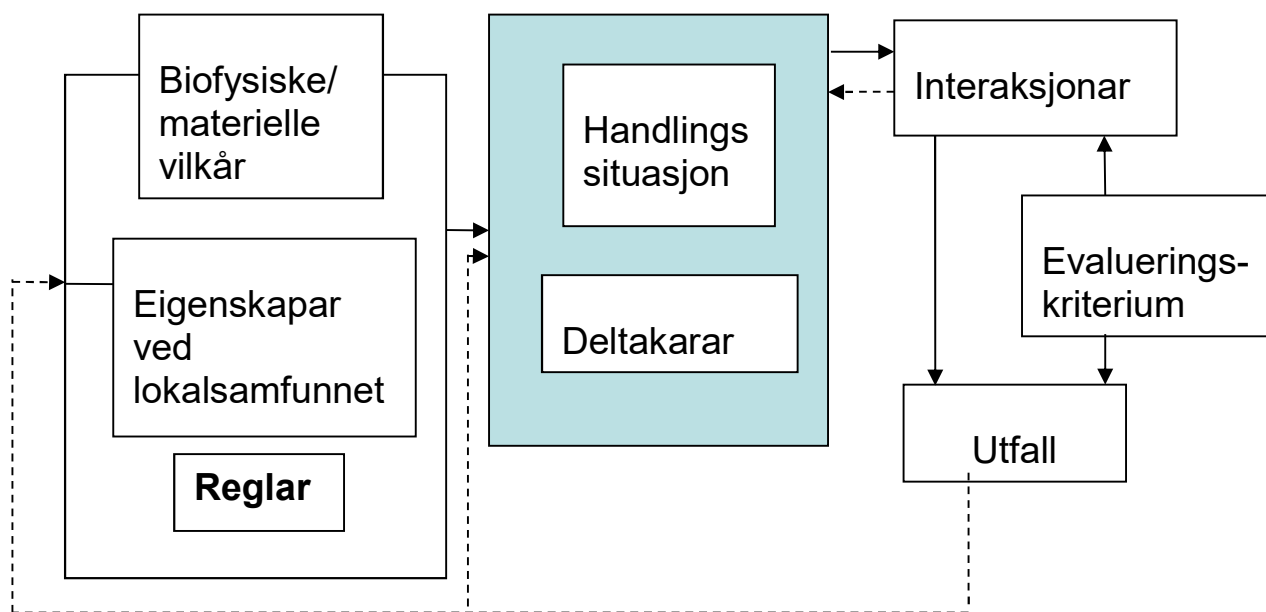 Biofysiske/
materielle
vilkår
Eigenskapar
ved
lokalsamfunnet
Reglar
Handlings
situasjon
Deltakarar
Interaksjonar
Evaluerings-
kriterium
Utfall